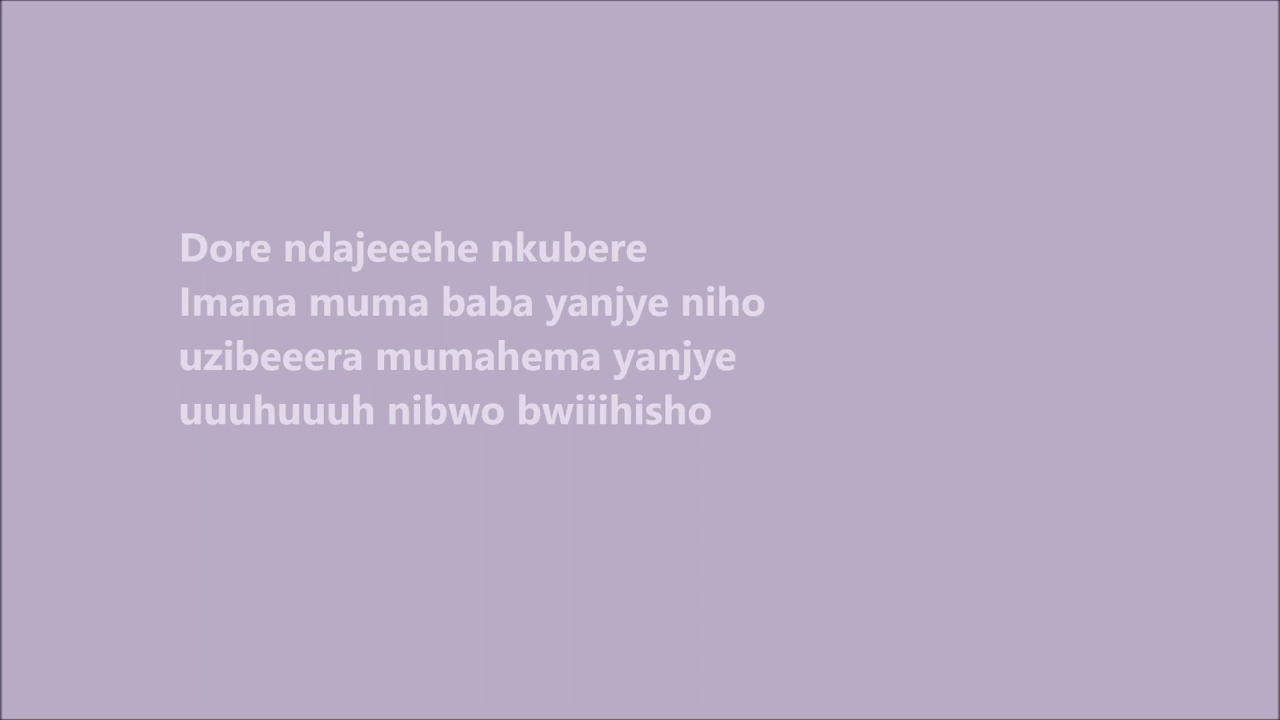 Dore ndajeeehe nkubere
Imana muma baba yanjye niho
uzibeeera mumahema yanjye
uuuhuuuh nibwo bwiiihisho